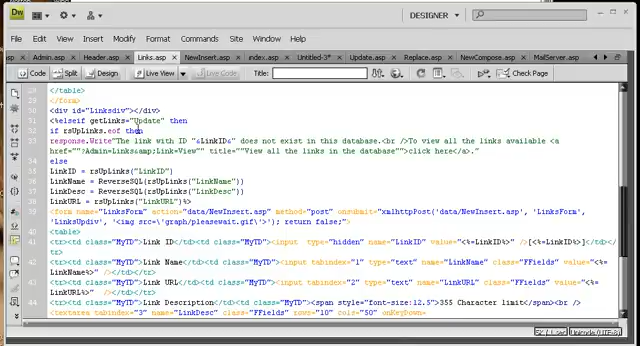 Dw
DESIGNER
File Edit View Insert Modify Format Commands Site Window Help
Admin.asp Header.asp Links.asp NewInsert.asp index.asp Untitled-3* Update.asp Replace.asp NewCompose.asp MailServer.asp
Code Split Design Live View Live Code Title: Check Page
</table>
</form>
<div id="Linksdiv"></div>
<%elseif getLinks="Update" then
if rsUpLinks.eof then
response.Write"The link with ID "&LinkID&" does not exist in this database.<br />To view all the links available <a
href="";Admin=Links&amp;Link=View"" title=""View all the links in the database"">click here</a>."
else
LinkID = rsUpLinks("LinkID")
LinkName = ReverseSQL(rsUpLinks("LinkName"))
LinkDesc = ReverseSQL(rsUpLinks("LinkDesc"))
LinkURL = rsUpLinks("LinkURL")%>
<form name="LinksForm" action="data/NewInsert.asp" method="post" onsubmit="xmlhttpPost('data/NewInsert.asp', 'LinksForm',
'LinksUpdiv', '<img src=\'graph/pleasewait.gif\'>'); return false;">
<table>
<tr><td class="MyTD">Link ID</td><td class="MyTD"><input type="hidden" name="LinkID" value="<%=LinkID%>" />[<%=LinkID%>]</td></
tr>
<tr><td class="MyTD">Link Name</td><td class="MyTD"><input tabindex="1" type="text" name="LinkName" class="FFields" value="<%=
LinkName%>" /></td></tr>
<tr><td class="MyTD">Link URL</td><td class="MyTD"><input tabindex="2" type="text" name="LinkURL" class="FFields" value="<%=
LinkURL%>" /></td></tr>
<tr><td class="MyTD">Link Description</td><td class="MyTD"><span style="font-size:12.5">355 Character limit</span><br />
<textarea tabindex="3" name="LinkDesc" class="FFields" rows="10" cols="50" onKeyDown=
Unicode (UTF-8)